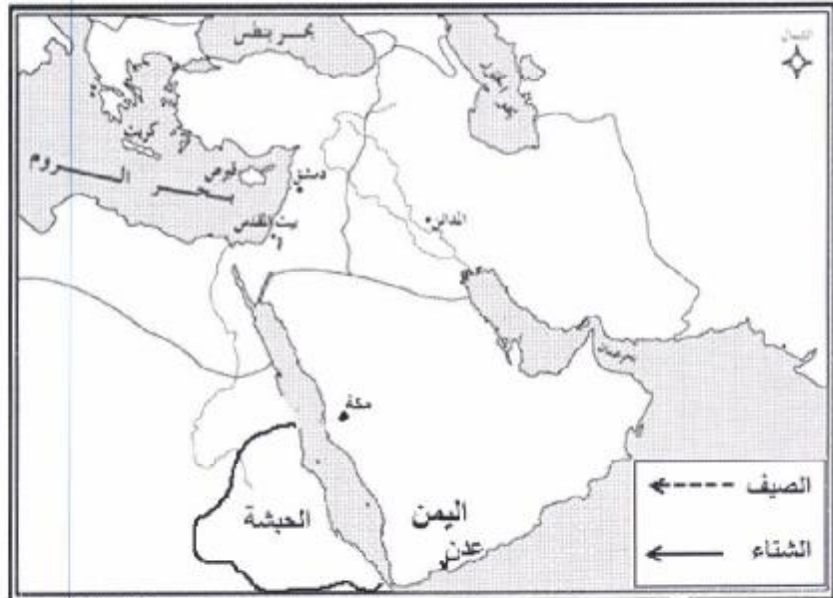 الشمال
بحر بنطس
بحر الروم
كريت
قبرص
دمشق
بيت المقدس
المدائن
مكة
اليمن
عدن
الحبشة
الصيف
الشتاء